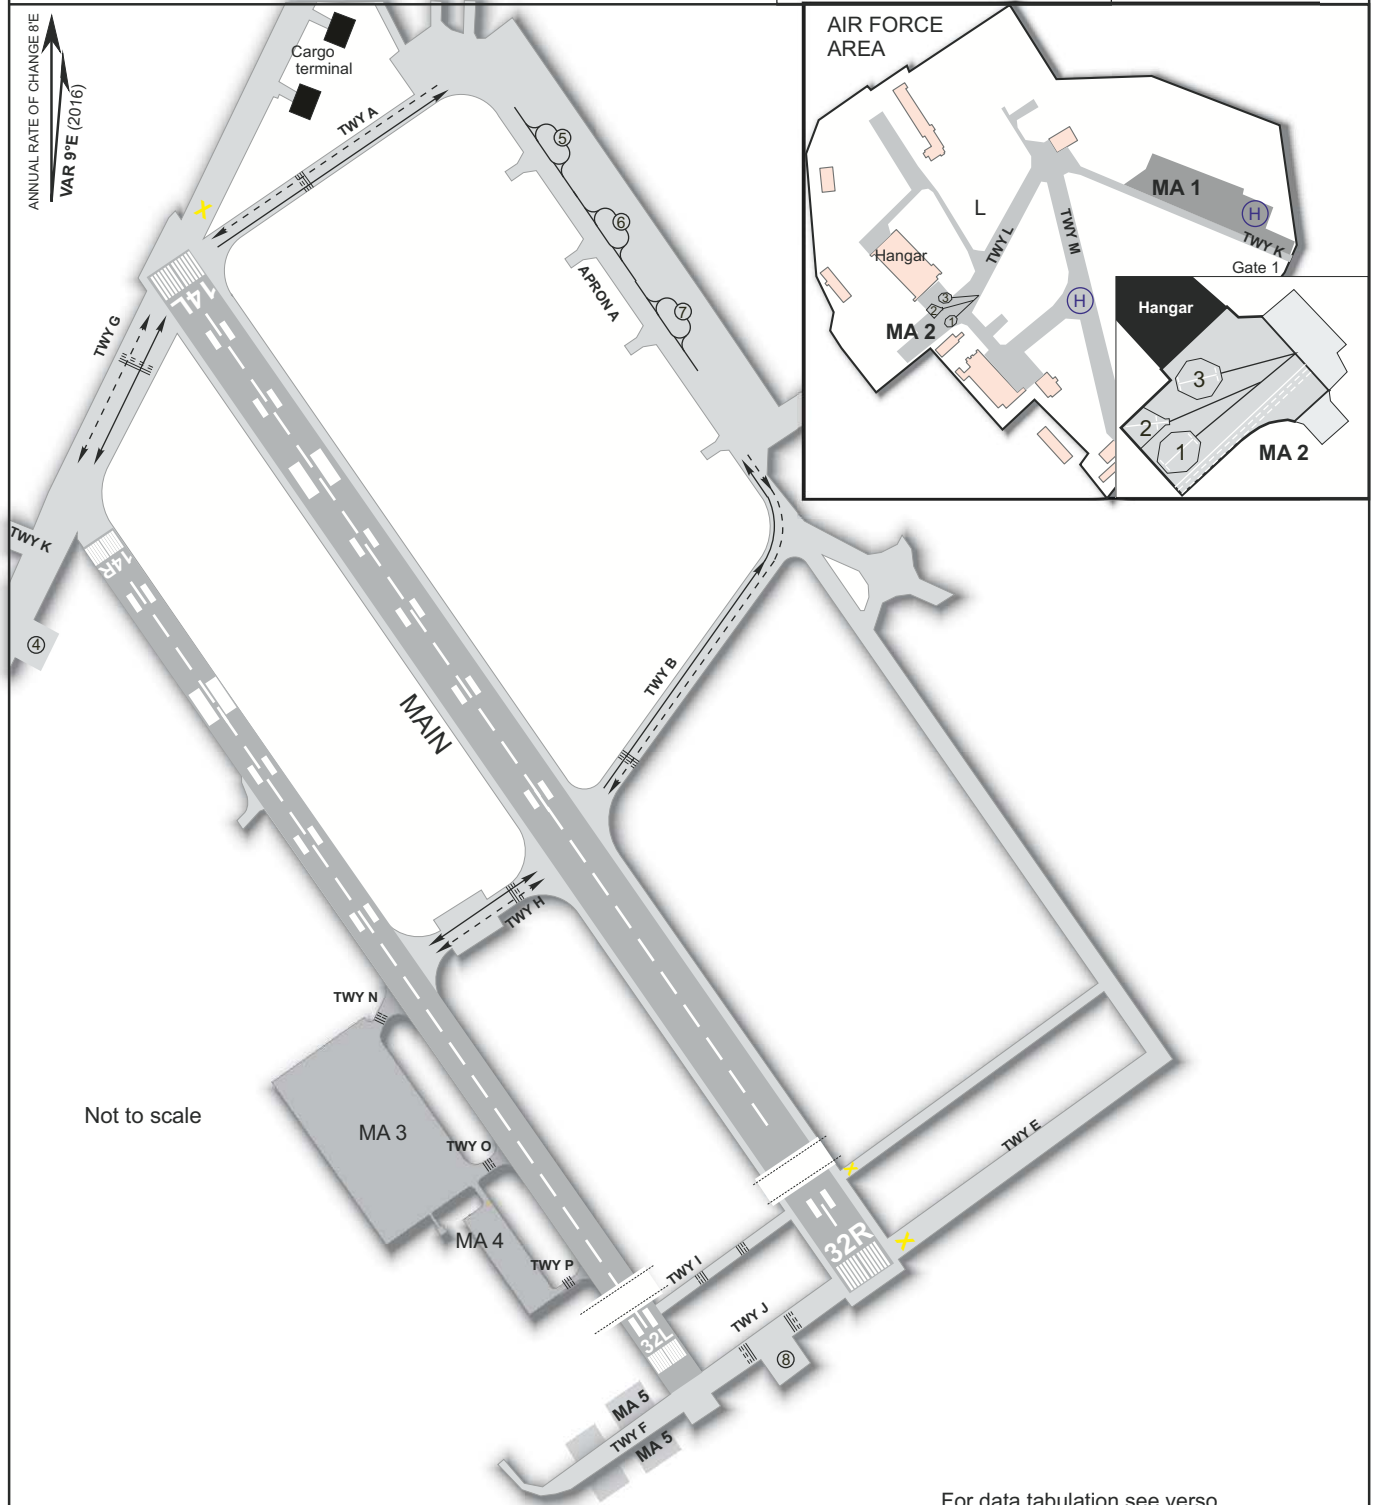 ANNUAL RATE OF CHANGE 8'E
VAR 9°E (2016)
Cargo
terminal
TWY A
5
6
7
APRON A
14L
TWY G
TWY K
14R
4
MAIN
TWY B
TWY H
TWY N
Not to scale
MA 3
TWY O
MA 4
TWY P
TWY I
TWY J
TWY E
32R
32L
8
MA 5
TWY F
MA 5
For data tabulation see verso
AIR FORCE
AREA
MA 1
H
TWY K
Gate 1
L
TWY L
TWY M
Hangar
H
3
2
1
MA 2
Hangar
3
2
1
MA 2